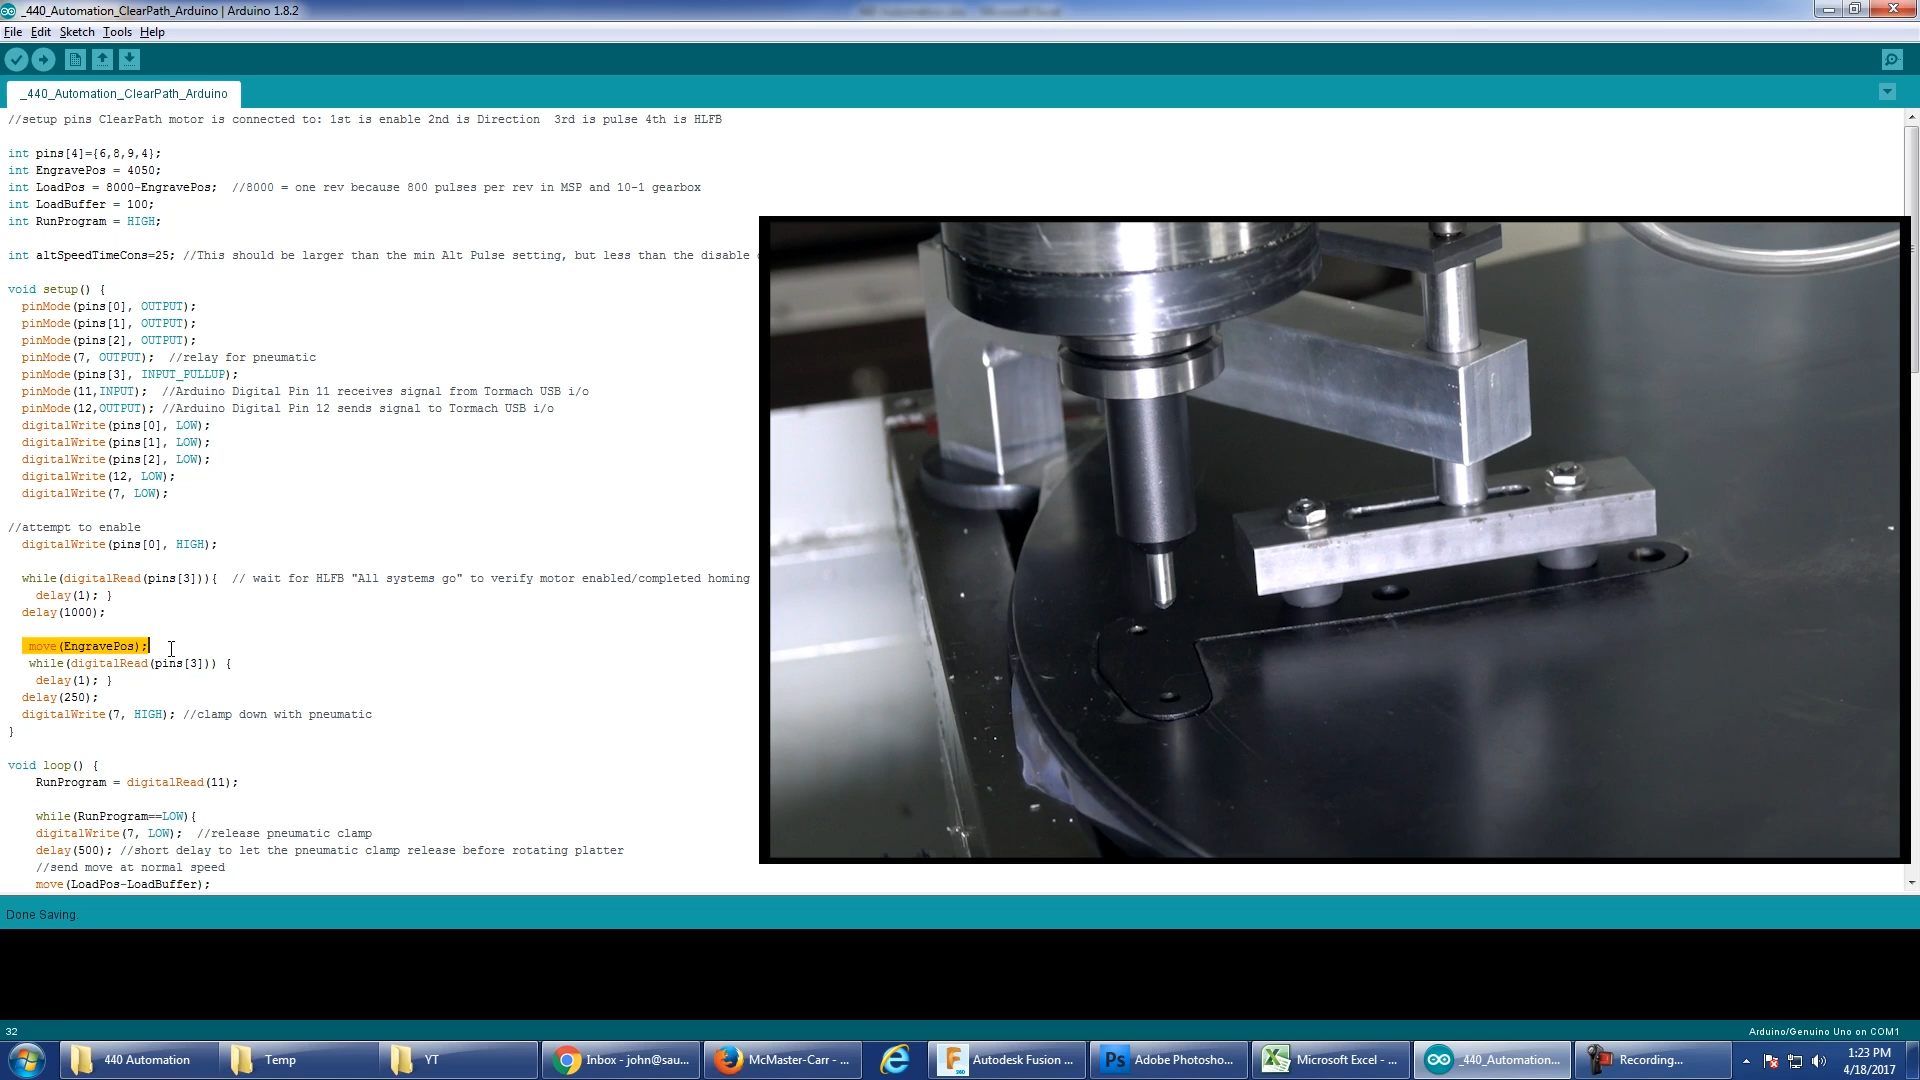 _440_Automation_ClearPath_Arduino | Arduino 1.8.2
File Edit Sketch Tools Help
_440_Automation_ClearPath_Arduino
//setup pins ClearPath motor is connected to: 1st is enable 2nd is Direction  3rd is pulse 4th is HLFB
int pins[4]={6,8,9,4};
int EngravePos = 4050;
int LoadPos = 8000-EngravePos;  //8000 = one rev because 800 pulses per rev in MSP and 10-1 gearbox
int LoadBuffer = 100;
int RunProgram = HIGH;
int altSpeedTimeCons=25; //This should be larger than the min Alt Pulse setting, but less than the disable
void setup() {
pinMode(pins[0], OUTPUT);
pinMode(pins[1], OUTPUT);
pinMode(pins[2], OUTPUT);
pinMode(7, OUTPUT);  //relay for pneumatic
pinMode(pins[3], INPUT_PULLUP);
pinMode(11,INPUT);  //Arduino Digital Pin 11 receives signal from Tormach USB i/o
pinMode(12,OUTPUT); //Arduino Digital Pin 12 sends signal to Tormach USB i/o
digitalWrite(pins[0], LOW);
digitalWrite(pins[1], LOW);
digitalWrite(pins[2], LOW);
digitalWrite(12, LOW);
digitalWrite(7, LOW);
//attempt to enable
digitalWrite(pins[0], HIGH);
while(digitalRead(pins[3])){  // wait for HLFB "All systems go" to verify motor enabled/completed homing
delay(1); }
delay(1000);
move(EngravePos);
while(digitalRead(pins[3])) {
delay(1); }
delay(250);
digitalWrite(7, HIGH); //clamp down with pneumatic
}
void loop() {
RunProgram = digitalRead(11);
while(RunProgram==LOW){
digitalWrite(7, LOW);  //release pneumatic clamp
delay(500); //short delay to let the pneumatic clamp release before rotating platter
//send move at normal speed
move(LoadPos-LoadBuffer);
Done Saving.
32
Arduino/Genuino Uno on COM1
440 Automation
Temp
YT
Inbox - john@sau...
McMaster-Carr - ...
Autodesk Fusion ...
Adobe Photosho...
Microsoft Excel - ...
_440_Automation...
Recording...
1:23 PM
4/18/2017